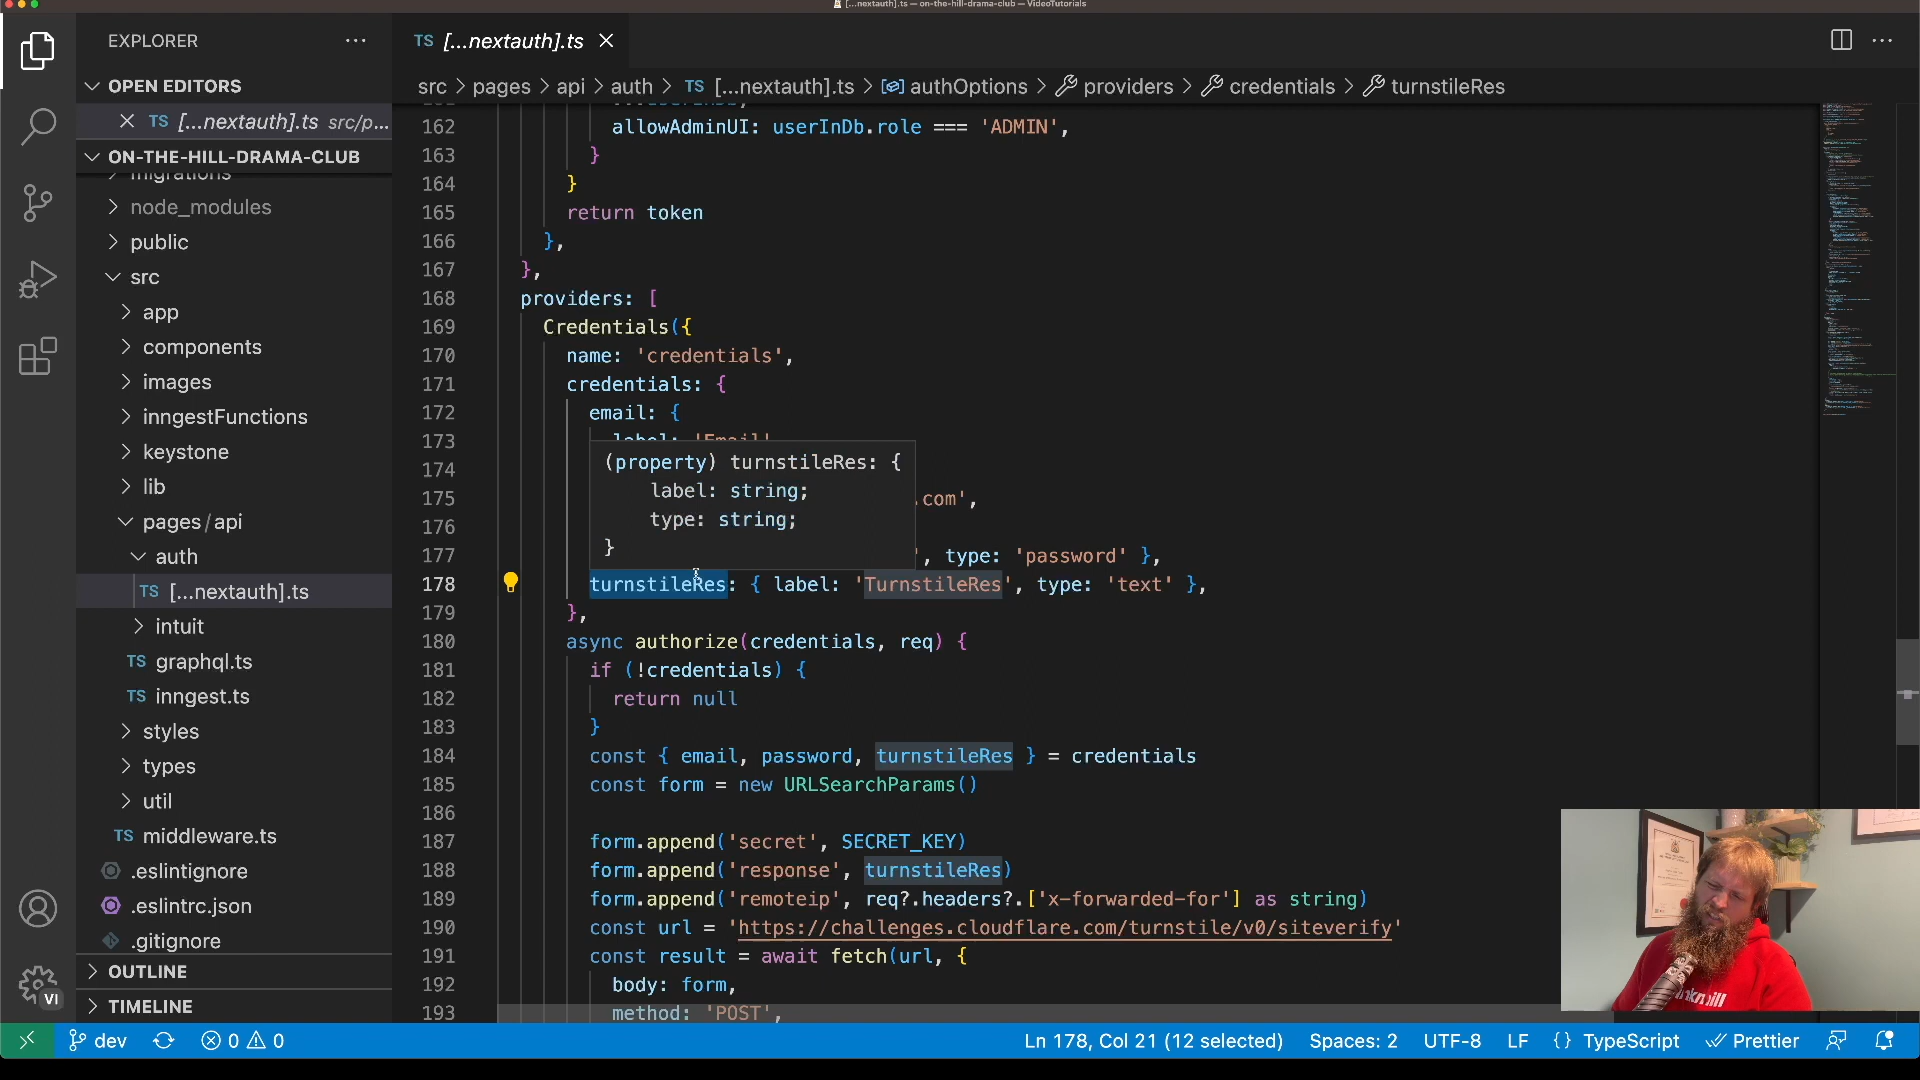 [...nextauth].ts — on-the-hill-drama-club — VideoTutorials
EXPLORER
TS [...nextauth].ts
OPEN EDITORS
TS [...nextauth].ts src/p...
ON-THE-HILL-DRAMA-CLUB
migrations
node_modules
public
src
app
components
images
inngestFunctions
keystone
lib
pages/api
auth
TS [...nextauth].ts
intuit
TS graphql.ts
TS inngest.ts
styles
types
util
TS middleware.ts
.eslintignore
.eslintrc.json
.gitignore
OUTLINE
TIMELINE
src > pages > api > auth > TS [...nextauth].ts > authOptions > providers > credentials > turnstileRes
162 allowAdminUI: userInDb.role === 'ADMIN',
163 }
164 }
165 return token
166 },
167 },
168 providers: [
169 Credentials({
170 name: 'credentials',
171 credentials: {
172 email: {
173 label: 'Email'
(property) turnstileRes: {
label: string;
type: string;
}
174
175 .com',
176
177 ', type: 'password' },
178 turnstileRes: { label: 'TurnstileRes', type: 'text' },
179 },
180 async authorize(credentials, req) {
181 if (!credentials) {
182 return null
183 }
184 const { email, password, turnstileRes } = credentials
185 const form = new URLSearchParams()
186
187 form.append('secret', SECRET_KEY)
188 form.append('response', turnstileRes)
189 form.append('remoteip', req?.headers?.['x-forwarded-for'] as string)
190 const url = 'https://challenges.cloudflare.com/turnstile/v0/siteverify'
191 const result = await fetch(url, {
192 body: form,
193 method: 'POST',
VI
dev
0 0
Ln 178, Col 21 (12 selected)
Spaces: 2
UTF-8
LF
{} TypeScript
Prettier